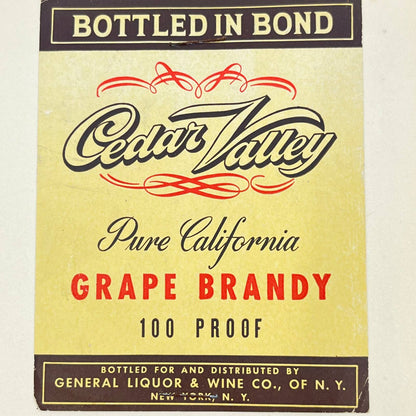 BOTTLED IN BOND
Cedar Valley
Pure California
GRAPE BRANDY
100 PROOF
BOTTLED FOR AND DISTRIBUTED BY
GENERAL LIQUOR & WINE CO., OF N. Y.
NEW YORK, N. Y.